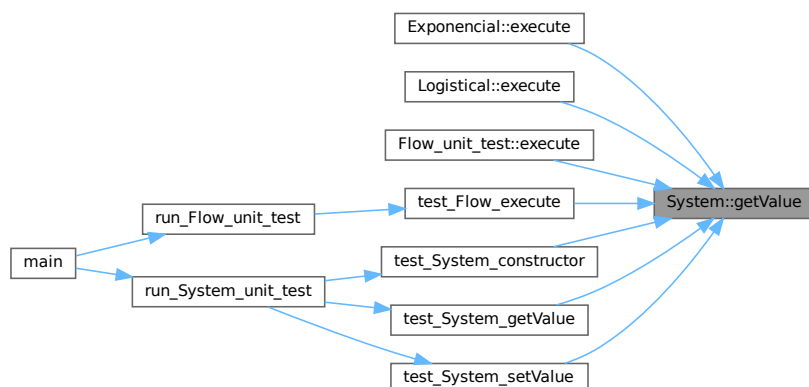 Exponencial::execute
Logistical::execute
Flow_unit_test::execute
System::getValue
test_Flow_execute
run_Flow_unit_test
main
test_System_constructor
run_System_unit_test
test_System_getValue
test_System_setValue